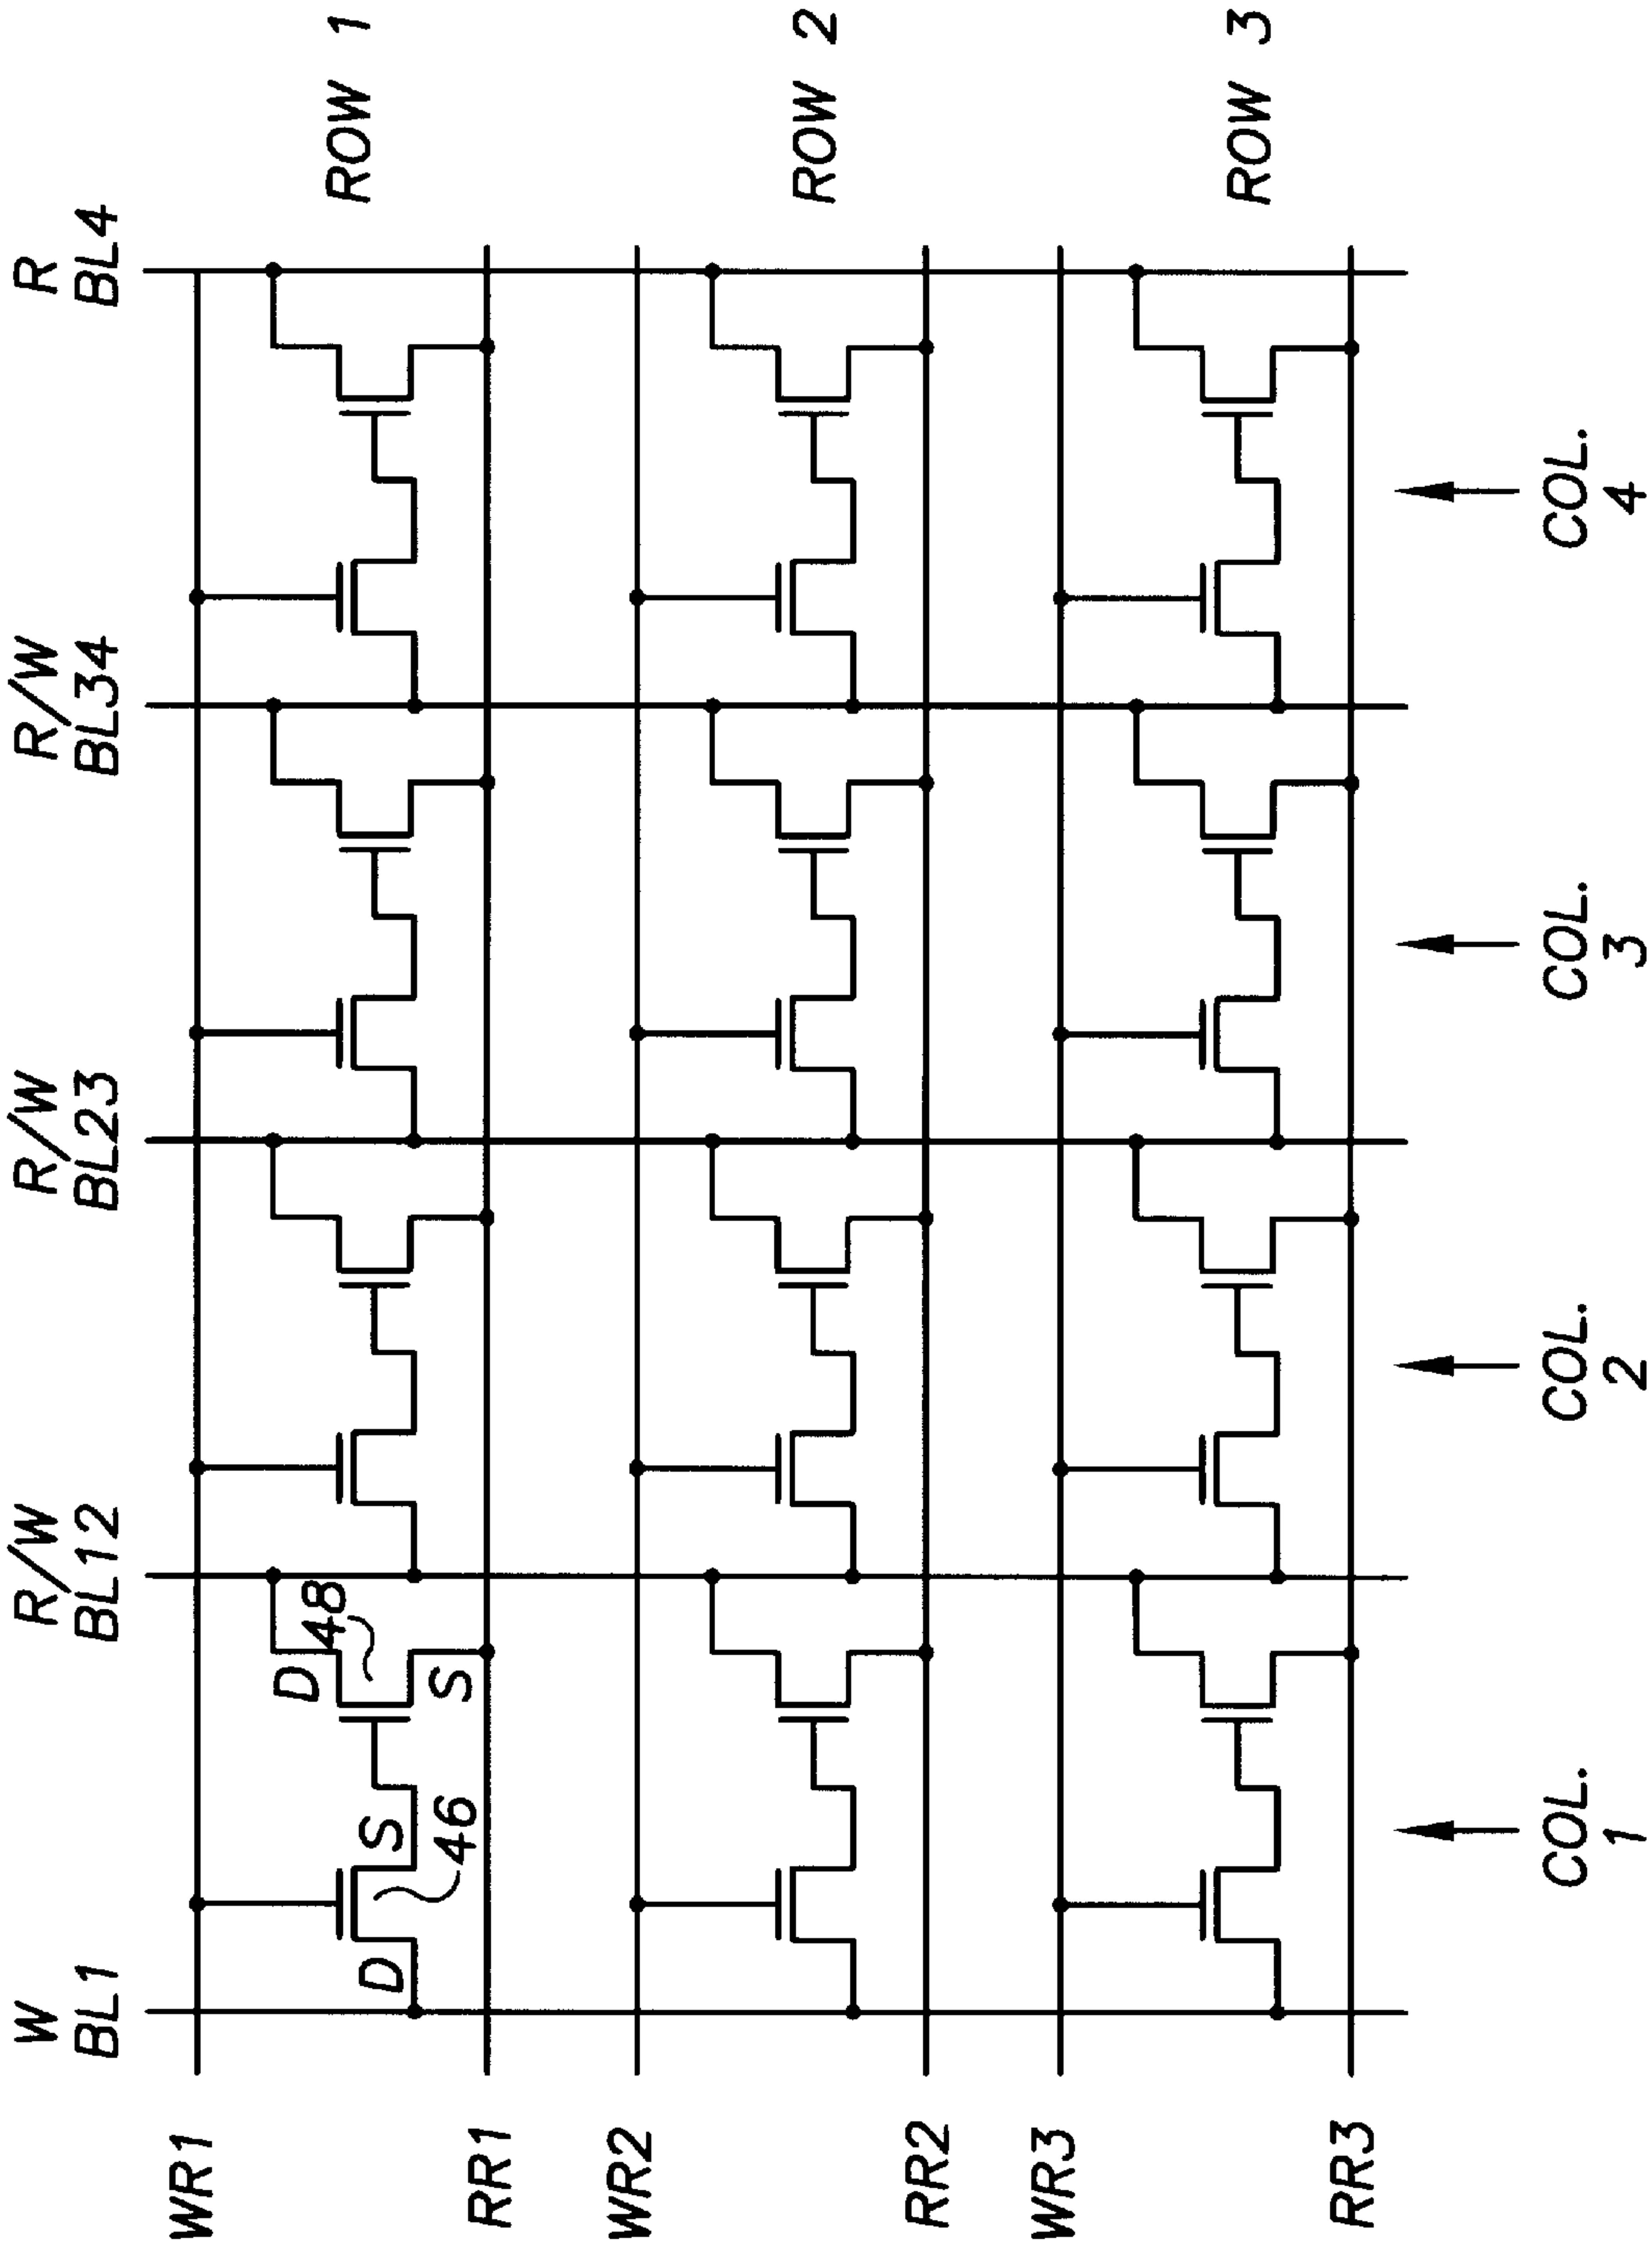 W
BL1
R/W
BL12
R/W
BL23
R/W
BL34
R
BL4
WR1
D
S
46
D
48
S
ROW 1
RR1
WR2
ROW 2
RR2
WR3
ROW 3
RR3
COL.
1
COL.
2
COL.
3
COL.
4